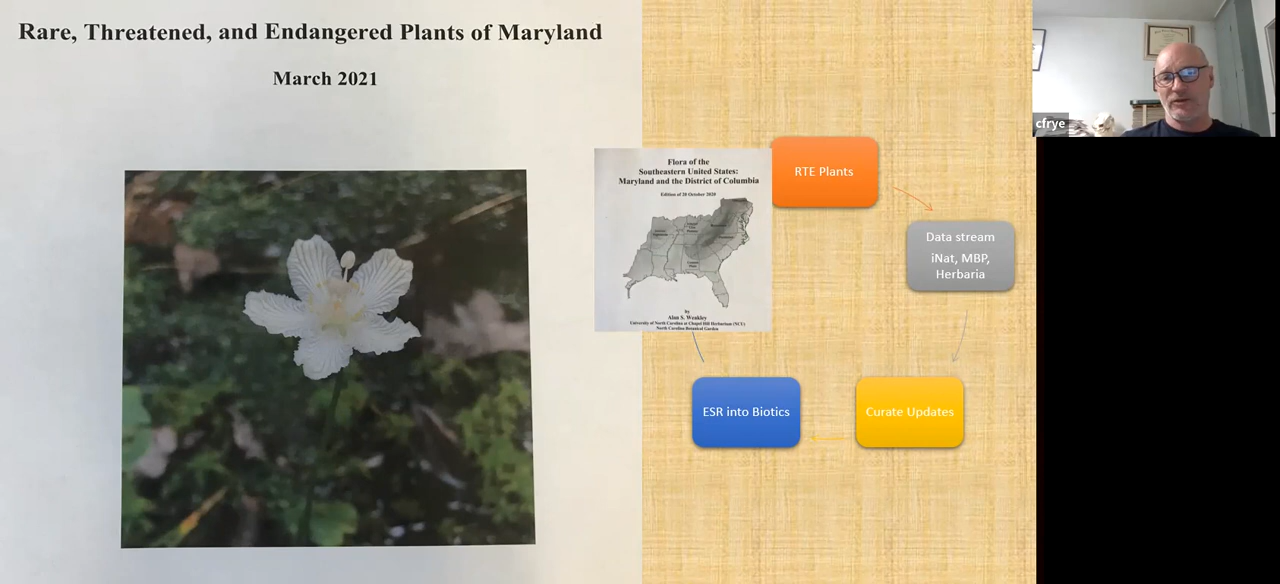 Rare, Threatened, and Endangered Plants of Maryland
March 2021
Flora of the
Southeastern United States:
Maryland and the District of Columbia
Edition of 20 October 2020
by
Alan S. Weakley
University of North Carolina at Chapel Hill Herbarium (NCU)
North Carolina Botanical Garden
RTE Plants
Data stream
iNat, MBP,
Herbaria
Curate Updates
ESR into Biotics
cfrye